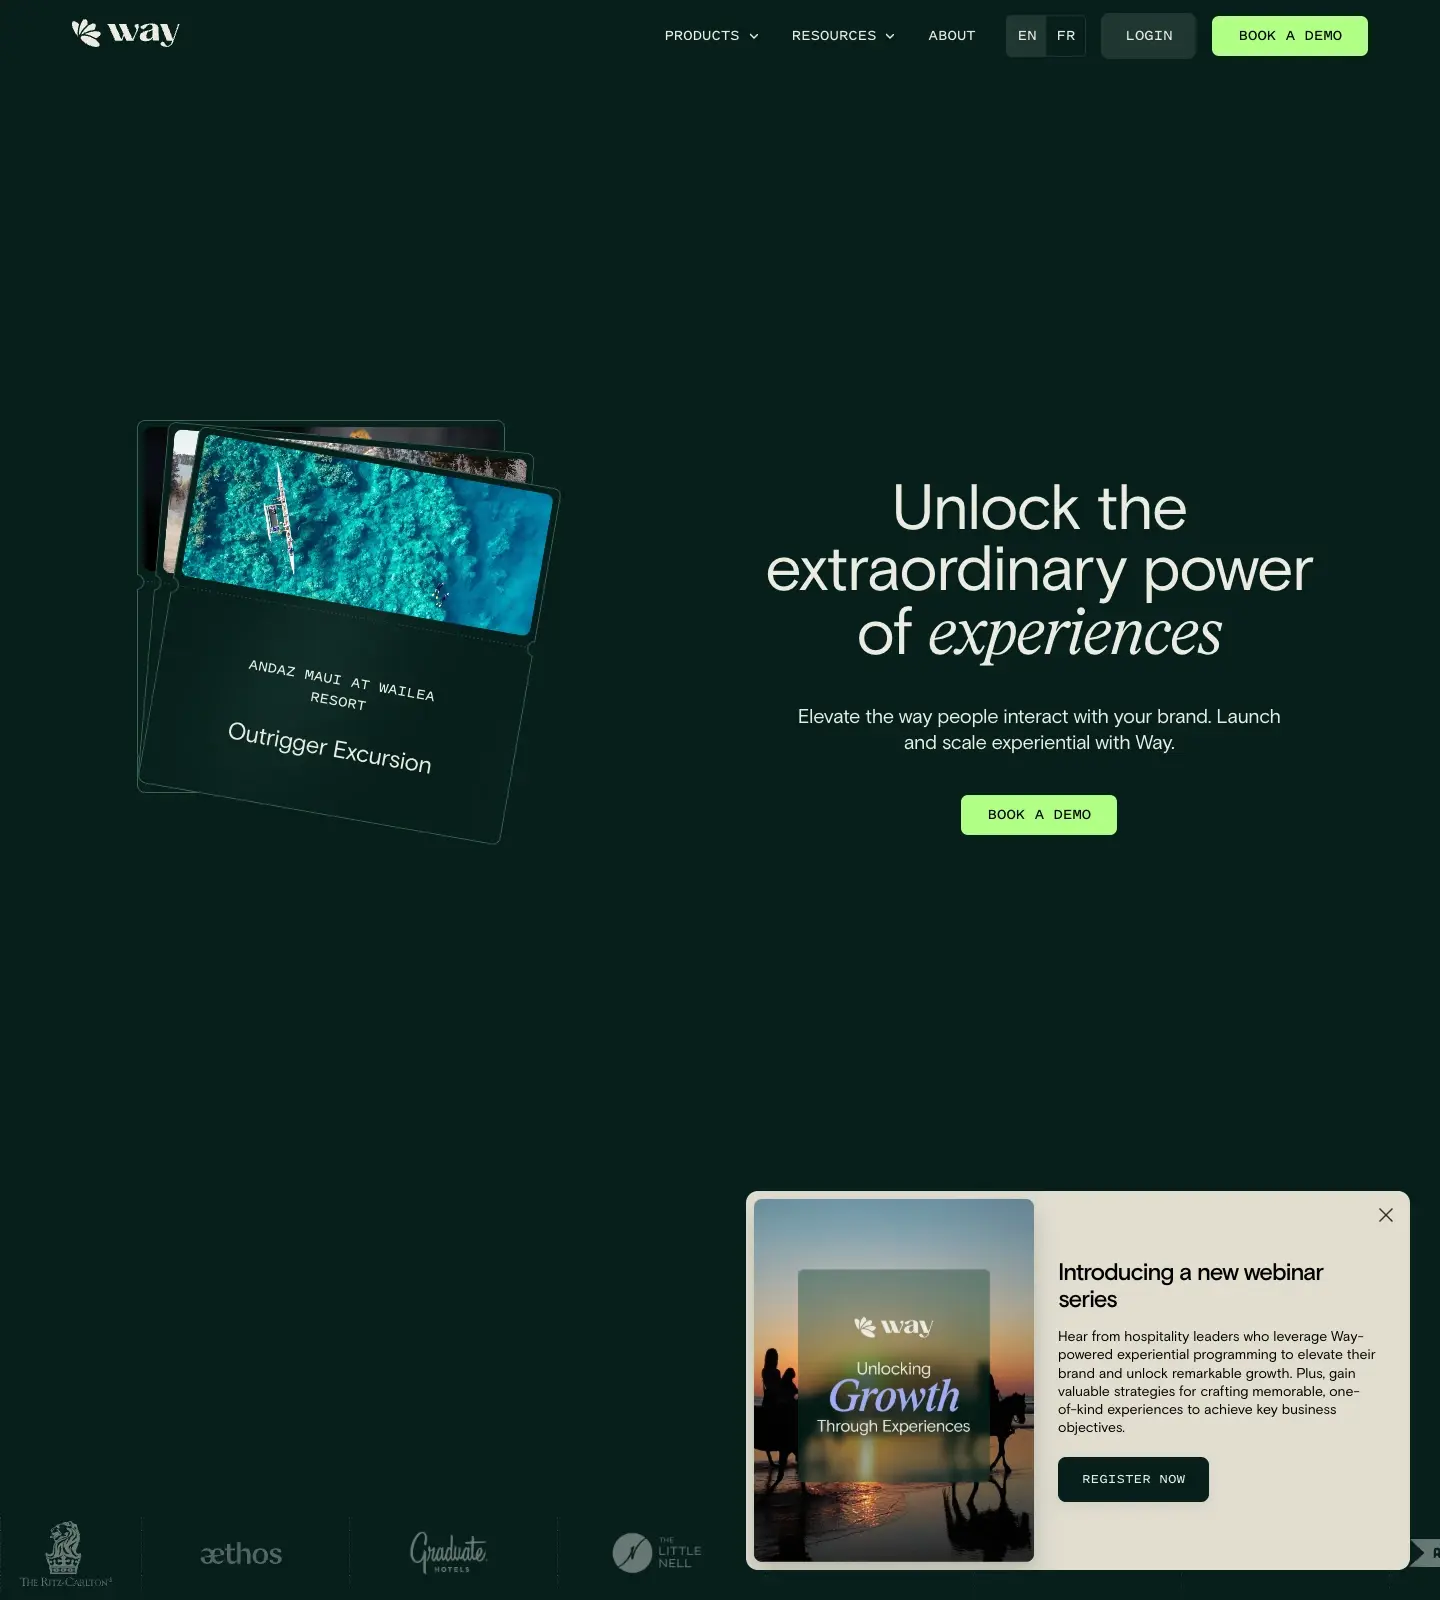 way
PRODUCTS
RESOURCES
ABOUT
EN
FR
LOGIN
BOOK A DEMO
ANDAZ MAUI AT WAILEA
RESORT
Outrigger Excursion
Unlock the
extraordinary power
of experiences
Elevate the way people interact with your brand. Launch
and scale experiential with Way.
BOOK A DEMO
way
Unlocking
Growth
Through Experiences
Introducing a new webinar
series
Hear from hospitality leaders who leverage Way-
powered experiential programming to elevate their
brand and unlock remarkable growth. Plus, gain
valuable strategies for crafting memorable, one-
of-kind experiences to achieve key business
objectives.
REGISTER NOW
THE RITZ-CARLTON
æthos
Graduate
HOTELS
THE
LITTLE
NELL